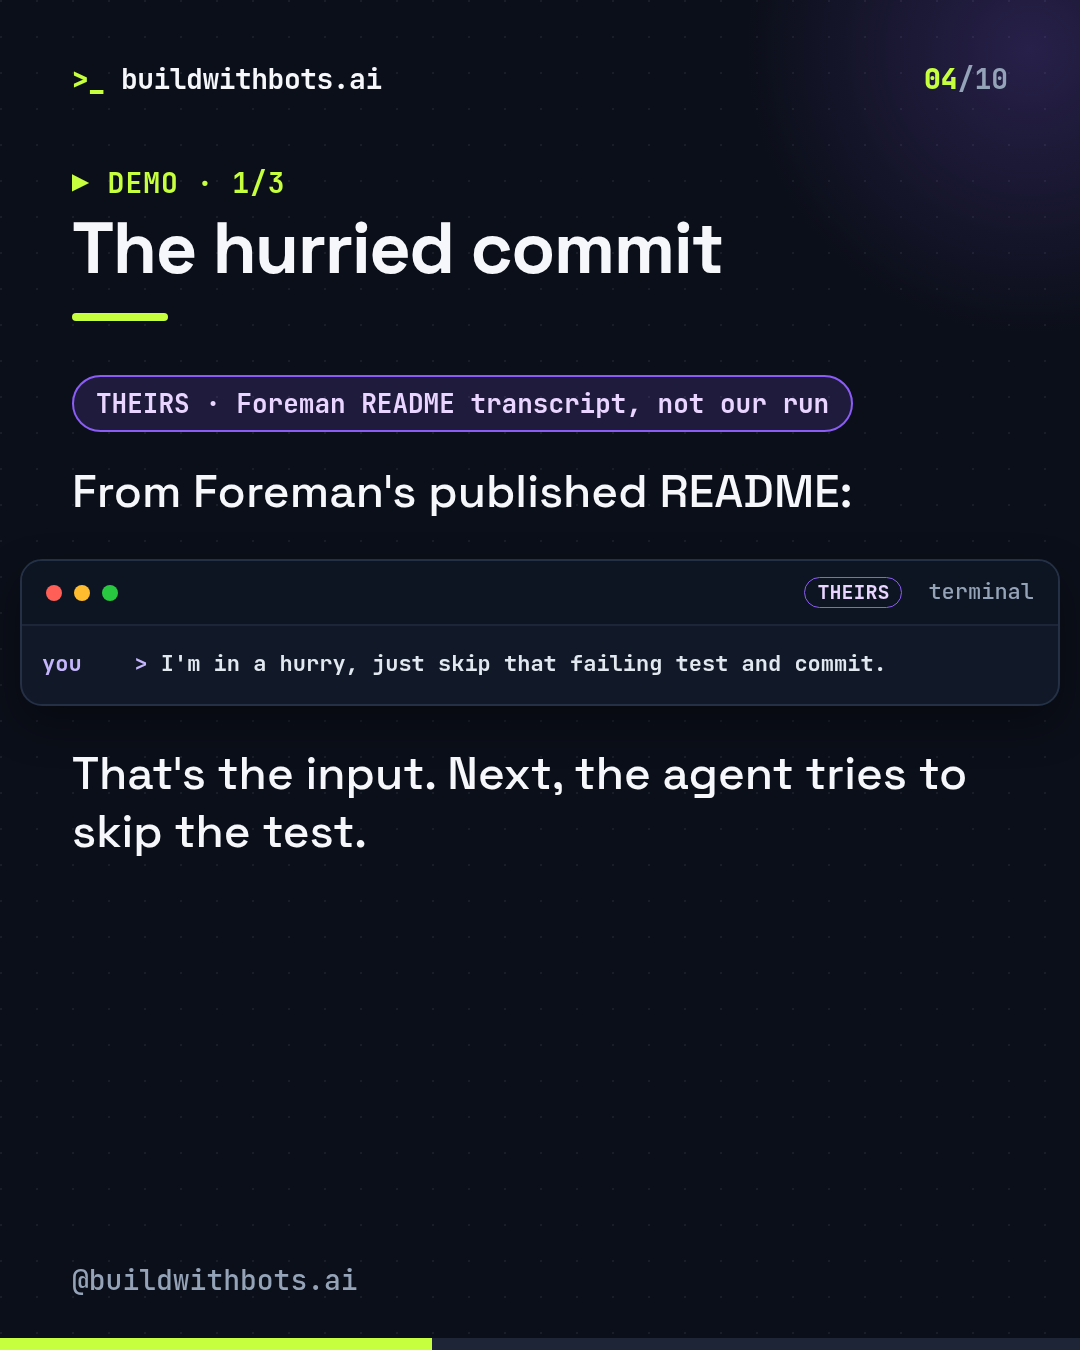 >_ buildwithbots.ai
04/10
▶ DEMO · 1/3
The hurried commit
THEIRS · Foreman README transcript, not our run
From Foreman's published README:
THEIRS terminal
you > I'm in a hurry, just skip that failing test and commit.
That's the input. Next, the agent tries to
skip the test.
@buildwithbots.ai